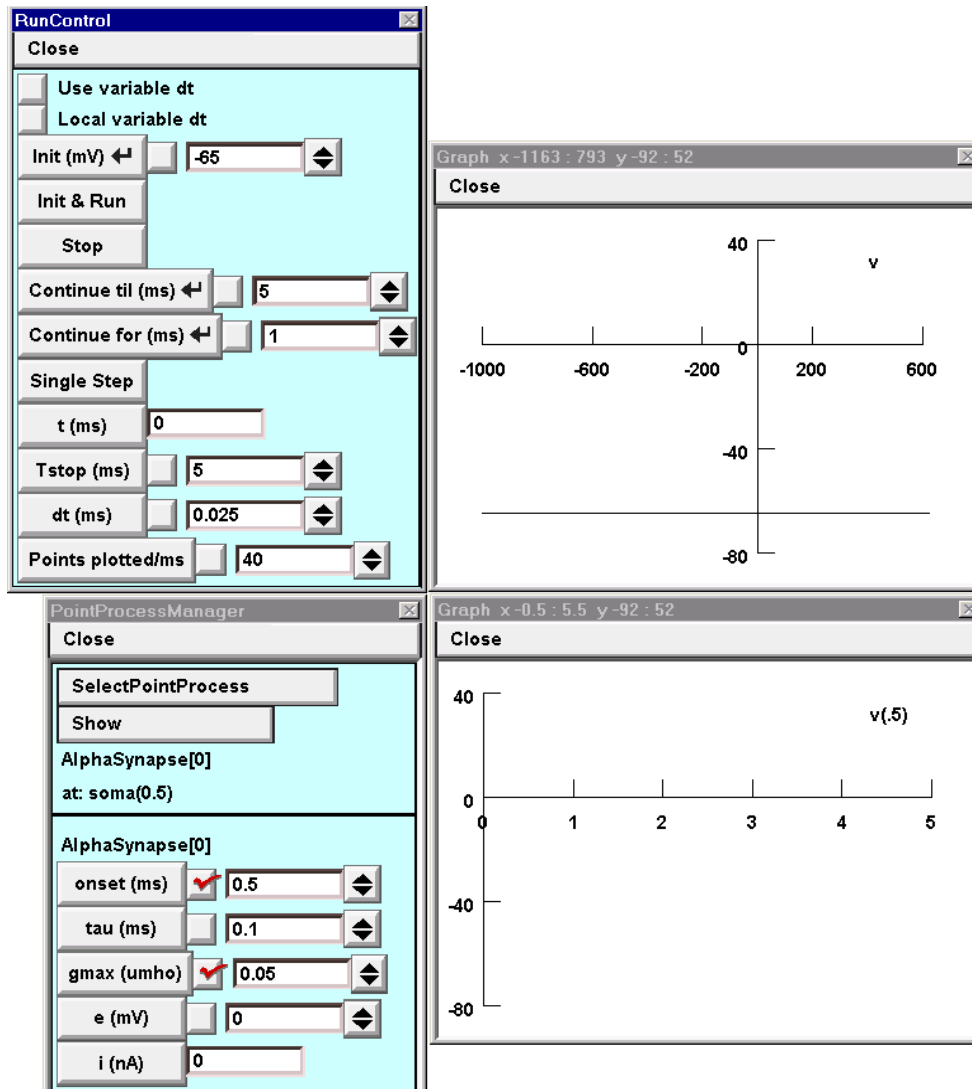 RunControl
Close
Use variable dt
Local variable dt
Init (mV) -65
Init & Run
Stop
Continue til (ms) 5
Continue for (ms) 1
Single Step
t (ms) 0
Tstop (ms) 5
dt (ms) 0.025
Points plotted/ms 40
Graph x -1163 : 793 y -92 : 52
Close
40
v
0
-1000 -600 -200 200 600
-40
-80
PointProcessManager
Close
SelectPointProcess
Show
AlphaSynapse[0]
at: soma(0.5)
AlphaSynapse[0]
onset (ms) 0.5
tau (ms) 0.1
gmax (umho) 0.05
e (mV) 0
i (nA) 0
Graph x -0.5 : 5.5 y -92 : 52
Close
40
v(.5)
0
0 1 2 3 4 5
-40
-80